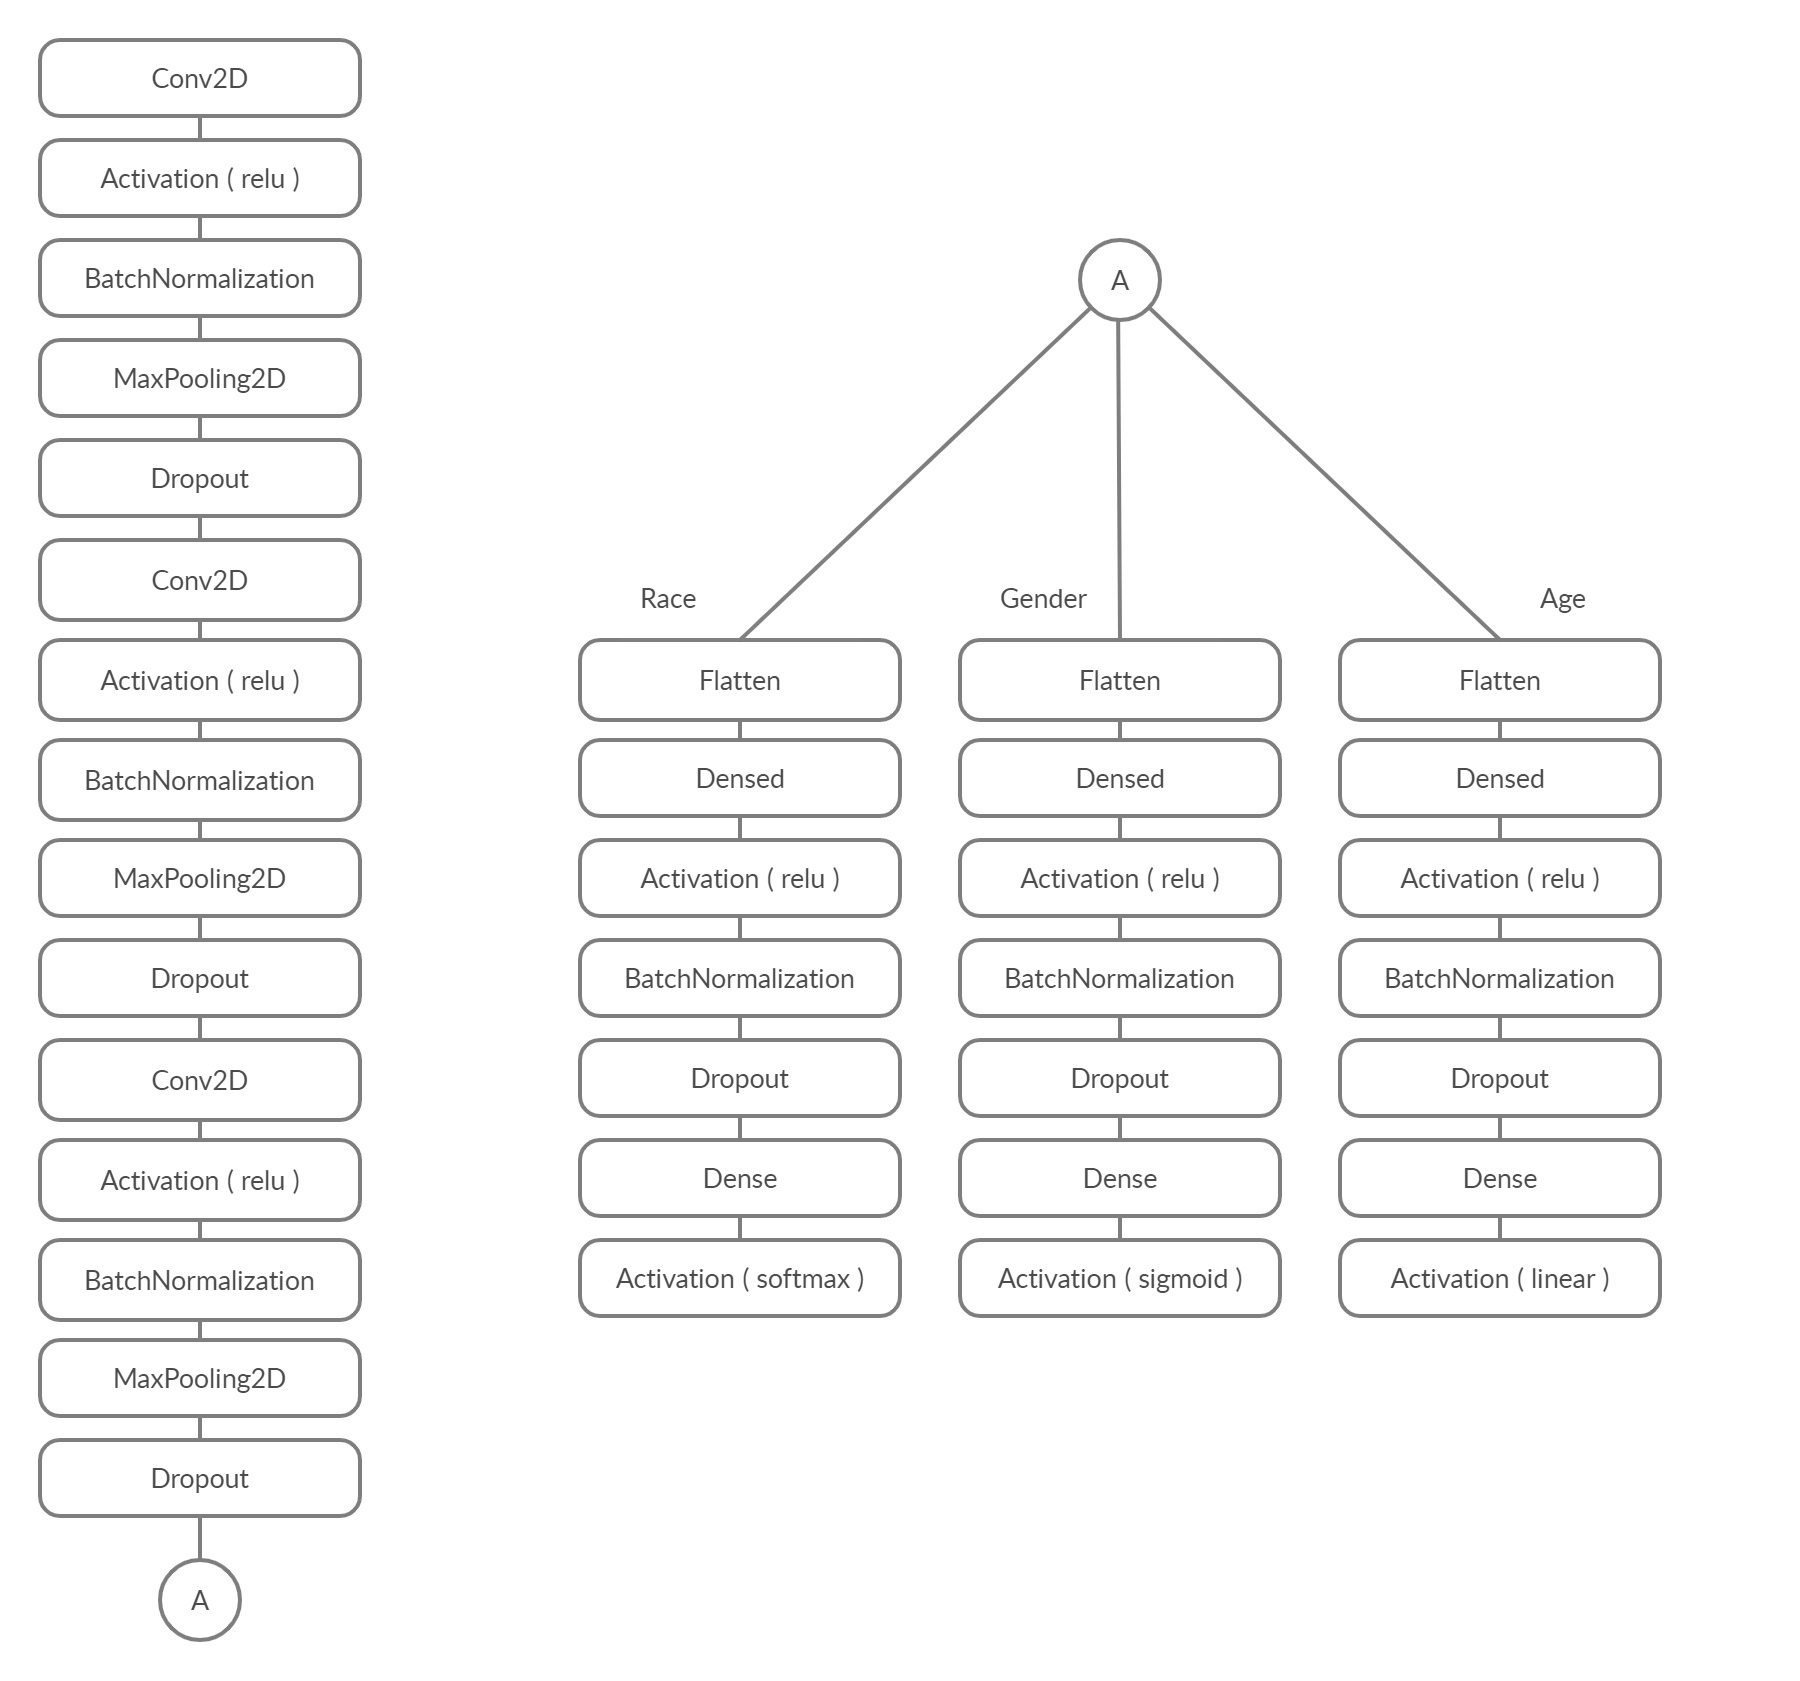 Conv2D
Activation ( relu )
BatchNormalization
MaxPooling2D
Dropout
Conv2D
Activation ( relu )
BatchNormalization
MaxPooling2D
Dropout
Conv2D
Activation ( relu )
BatchNormalization
MaxPooling2D
Dropout
A
A
Race
Flatten
Densed
Activation ( relu )
BatchNormalization
Dropout
Dense
Activation ( softmax )
Gender
Flatten
Densed
Activation ( relu )
BatchNormalization
Dropout
Dense
Activation ( sigmoid )
Age
Flatten
Densed
Activation ( relu )
BatchNormalization
Dropout
Dense
Activation ( linear )